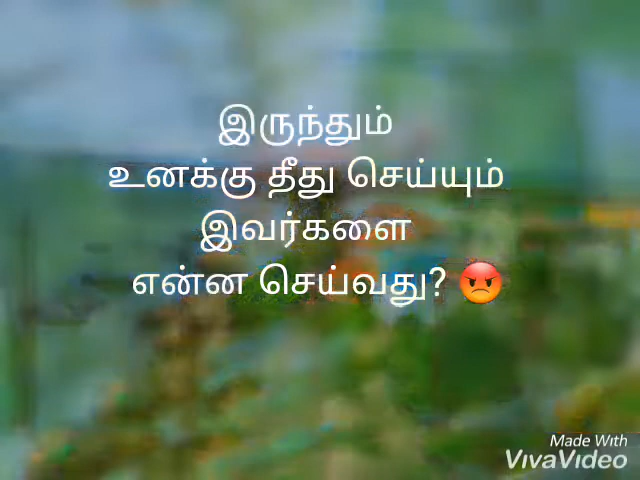 இருந்தும்
உனக்கு தீது செய்யும்
இவர்களை
என்ன செய்வது? 😡
Made With
VivaVideo